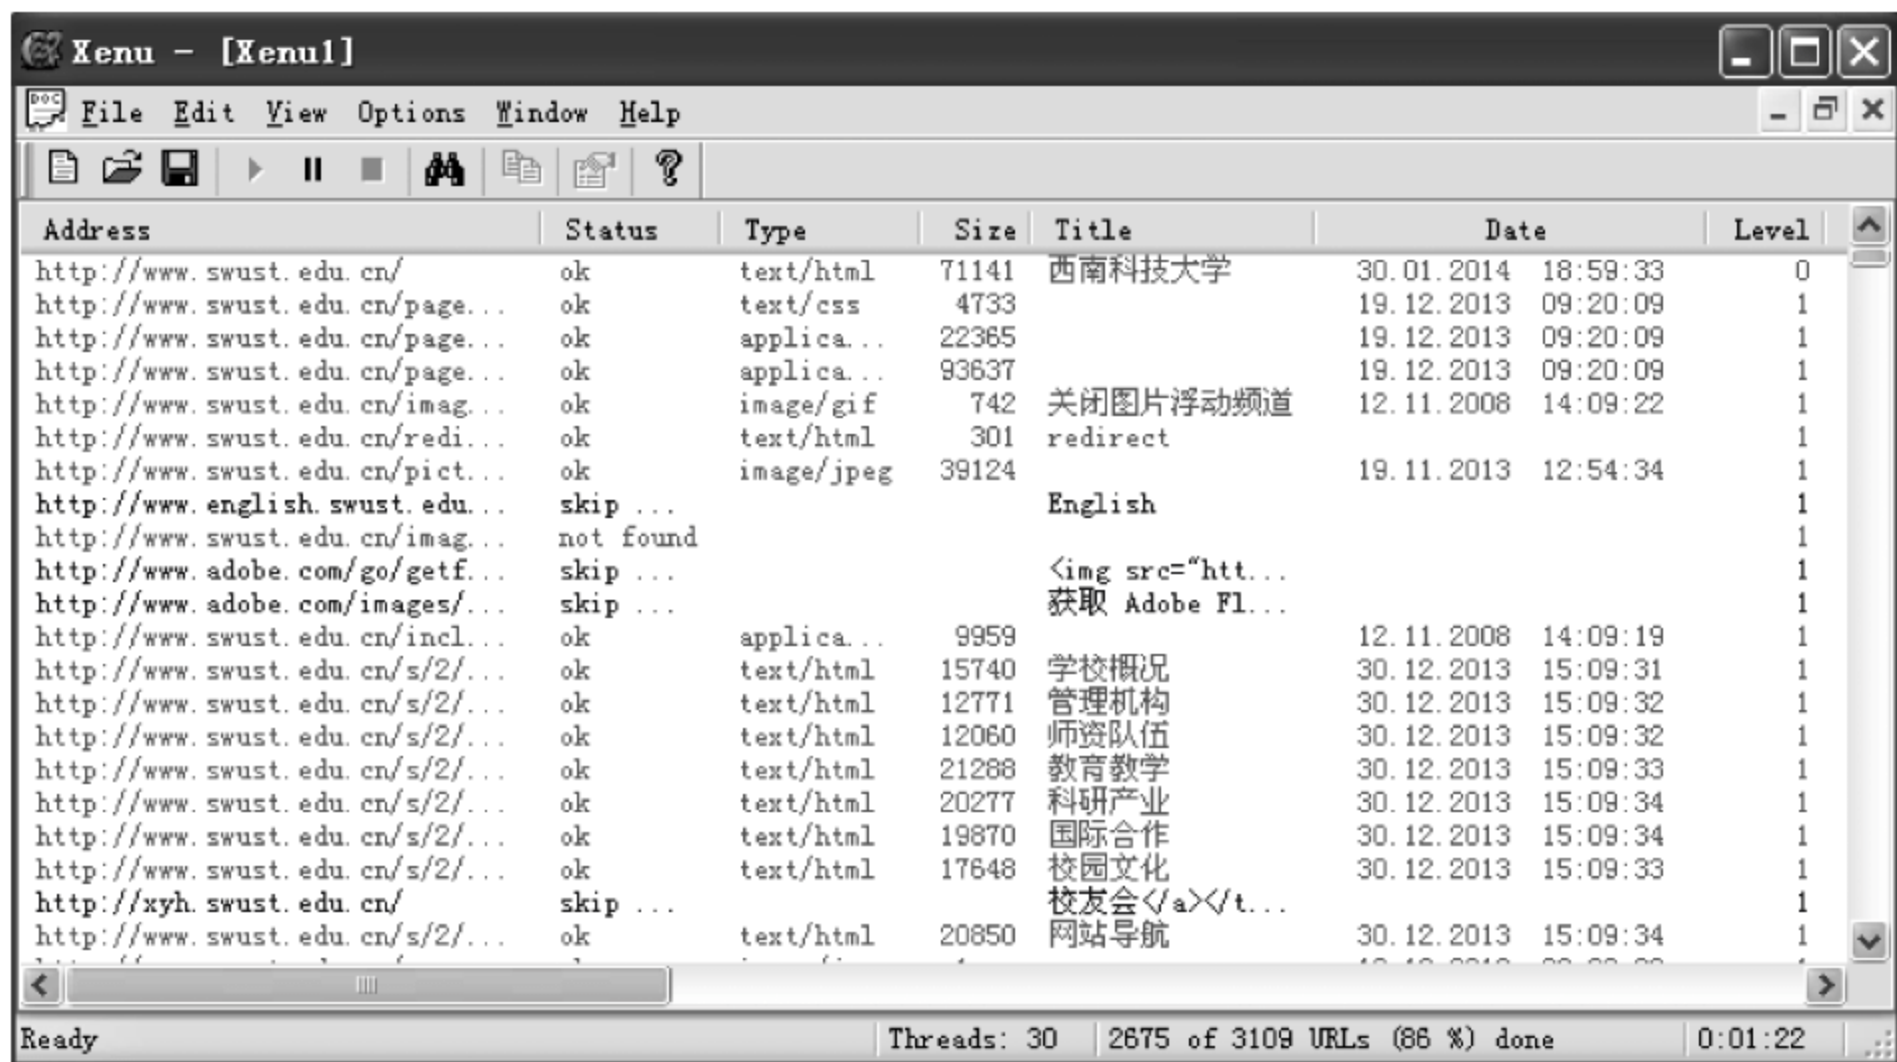 Xenu - [Xenu1]
File Edit View Options Window Help
Address Status Type Size Title Date Level
http://www.swust.edu.cn/ ok text/html 71141 西南科技大学 30.01.2014 18:59:33 0
http://www.swust.edu.cn/page... ok text/css 4733 19.12.2013 09:20:09 1
http://www.swust.edu.cn/page... ok applica... 22365 19.12.2013 09:20:09 1
http://www.swust.edu.cn/page... ok applica... 93637 19.12.2013 09:20:09 1
http://www.swust.edu.cn/imag... ok image/gif 742 关闭图片浮动频道 12.11.2008 14:09:22 1
http://www.swust.edu.cn/redi... ok text/html 301 redirect 1
http://www.swust.edu.cn/pict... ok image/jpeg 39124 19.11.2013 12:54:34 1
http://www.english.swust.edu... skip ... English 1
http://www.swust.edu.cn/imag... not found 1
http://www.adobe.com/go/getf... skip ... <img src="htt... 1
http://www.adobe.com/images/... skip ... 获取 Adobe Fl... 1
http://www.swust.edu.cn/incl... ok applica... 9959 12.11.2008 14:09:19 1
http://www.swust.edu.cn/s/2/... ok text/html 15740 学校概况 30.12.2013 15:09:31 1
http://www.swust.edu.cn/s/2/... ok text/html 12771 管理机构 30.12.2013 15:09:32 1
http://www.swust.edu.cn/s/2/... ok text/html 12060 师资队伍 30.12.2013 15:09:32 1
http://www.swust.edu.cn/s/2/... ok text/html 21288 教育教学 30.12.2013 15:09:33 1
http://www.swust.edu.cn/s/2/... ok text/html 20277 科研产业 30.12.2013 15:09:34 1
http://www.swust.edu.cn/s/2/... ok text/html 19870 国际合作 30.12.2013 15:09:34 1
http://www.swust.edu.cn/s/2/... ok text/html 17648 校园文化 30.12.2013 15:09:33 1
http://xyh.swust.edu.cn/ skip ... 校友会</a></t... 1
http://www.swust.edu.cn/s/2/... ok text/html 20850 网站导航 30.12.2013 15:09:34 1
Ready Threads: 30 2675 of 3109 URLs (86 %) done 0:01:22